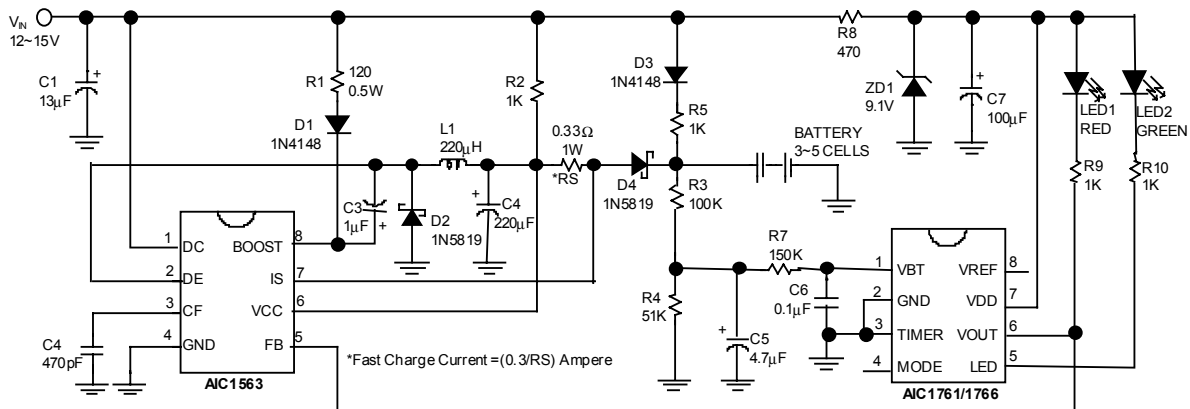 VIN
12~15V
C1
13μF
R1
120
0.5W
D1
1N4148
L1
220μH
R2
1K
0.33Ω
1W
*RS
D3
1N4148
R5
1K
D4
1N5819
BATTERY
3~5 CELLS
R8
470
ZD1
9.1V
C7
100μF
LED1
RED
LED2
GREEN
R9
1K
R10
1K
C3
1μF
D2
1N5819
C4
220μF
R3
100K
R7
150K
C6
0.1μF
R4
51K
C5
4.7μF
1 DC BOOST 8
2 DE IS 7
3 CF VCC 6
4 GND FB 5
AIC1563
C4
470pF
*Fast Charge Current =(0.3/RS) Ampere
1 VBT VREF 8
2 GND VDD 7
3 TIMER VOUT 6
4 MODE LED 5
AIC1761/1766